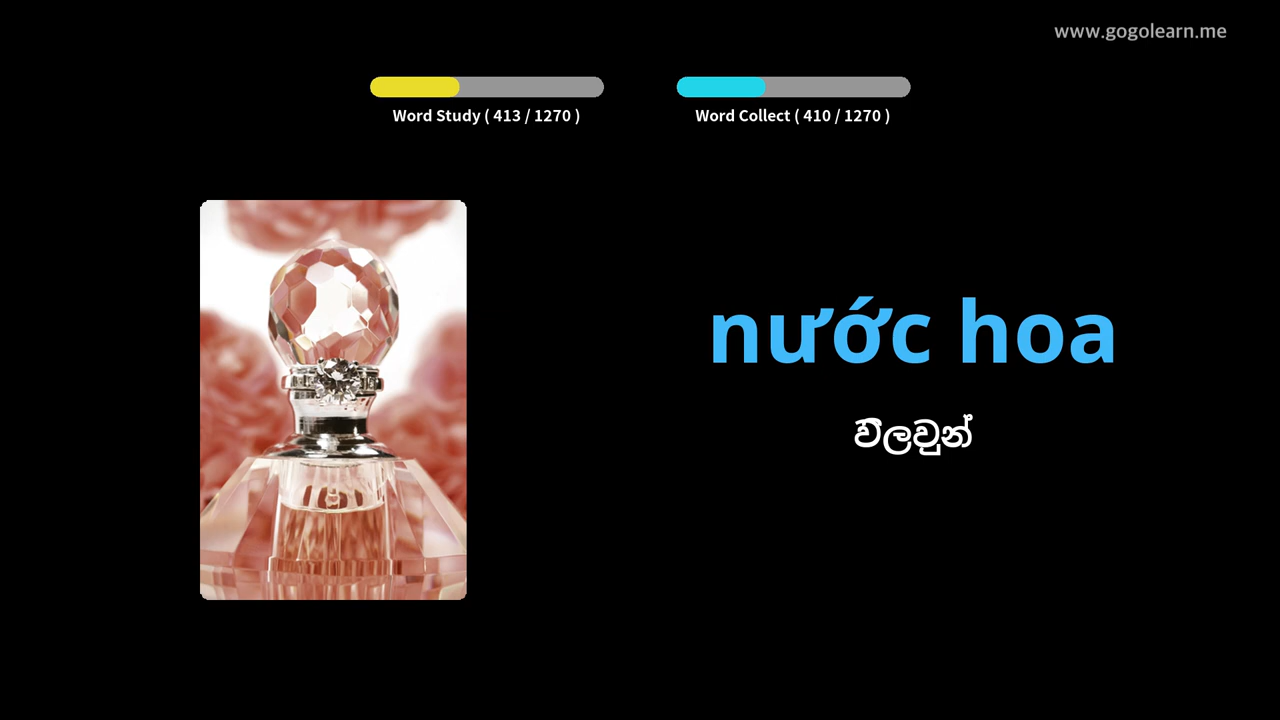 www.gogolearn.me
Word Study ( 413 / 1270 )
Word Collect ( 410 / 1270 )
nước hoa
විලවුන්